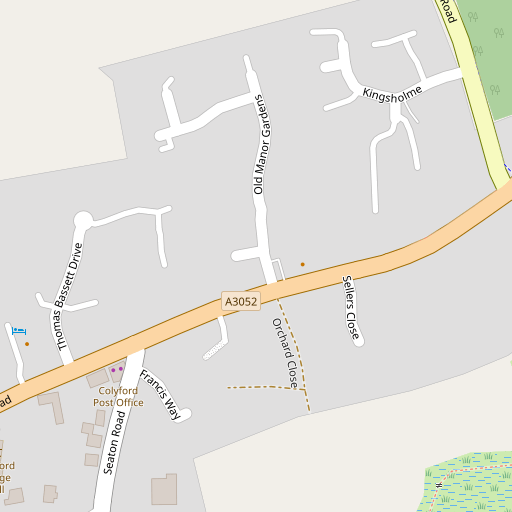 Road
Kingsholme
Old Manor Gardens
Thomas Bassett Drive
A3052
Sellers Close
Orchard Close
Francis Way
Colyford
Post Office
Seaton Road